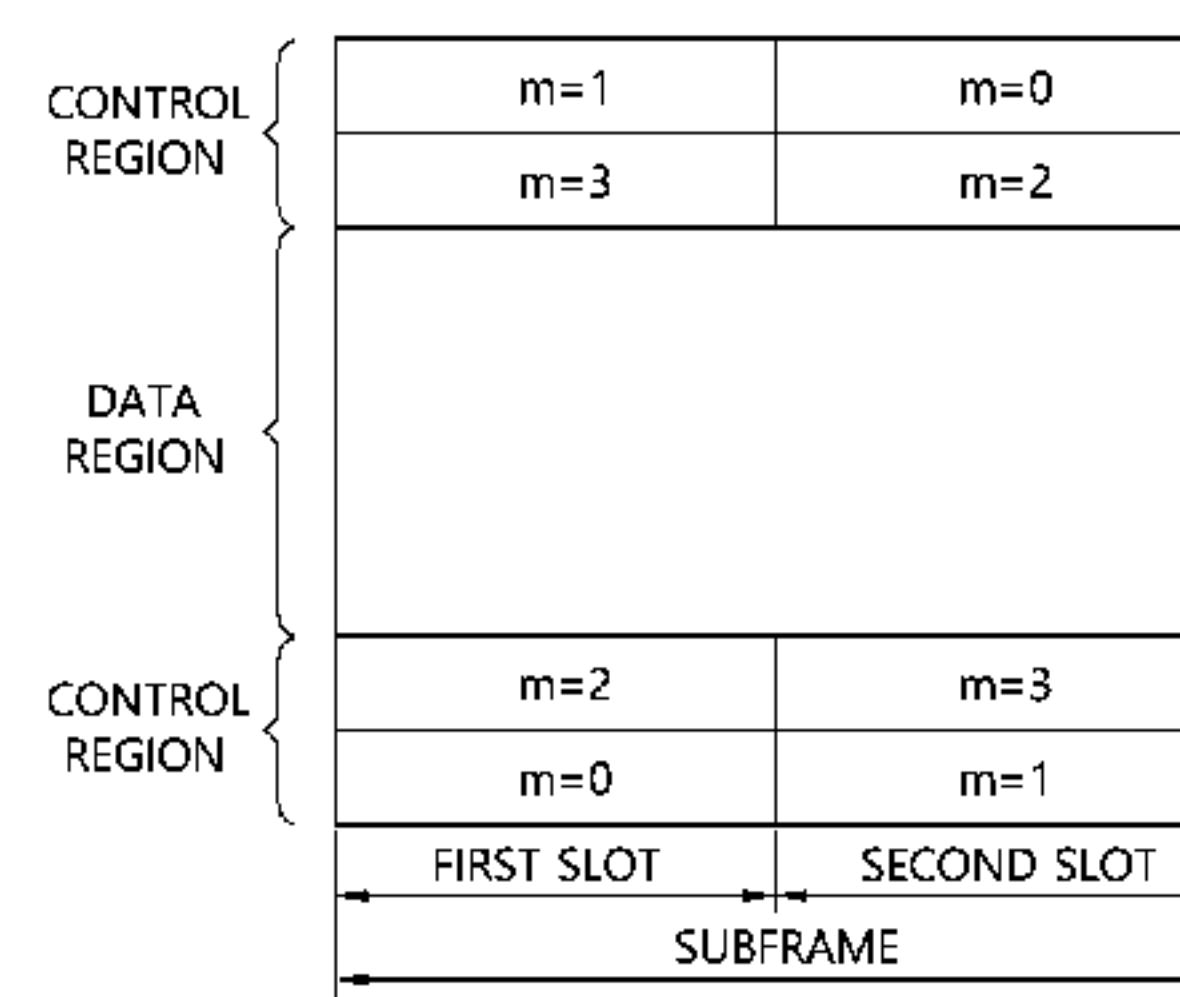 CONTROL
REGION
m=1
m=0
m=3
m=2
DATA
REGION
CONTROL
REGION
m=2
m=3
m=0
m=1
FIRST SLOT
SECOND SLOT
SUBFRAME